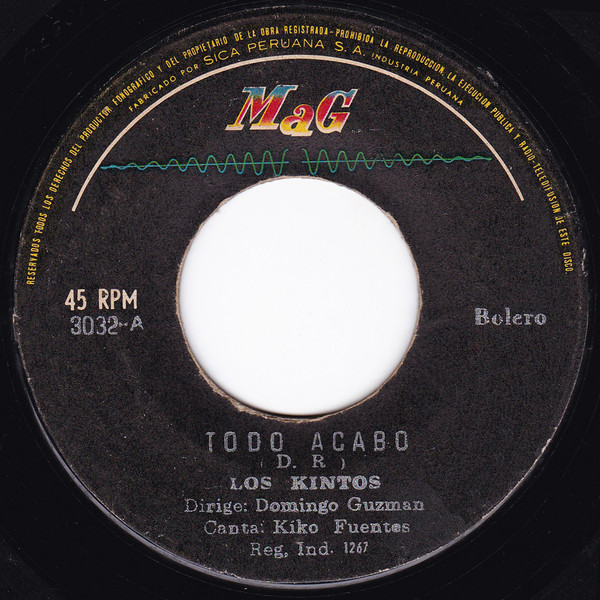 RESERVADOS TODOS LOS DERECHOS DEL PRODUCTOR FONOGRAFICO Y DEL PROPIETARIO DE LA OBRA REGISTRADA-PROHIBIDA LA REPRODUCCION, LA EJECUCION PUBLICA Y RADIO-TELEDIFUSION DE ESTE DISCO.
FABRICADO POR SICA PERUANA S. A. INDUSTRIA PERUANA
MaG
45 RPM
3032-A
Bolero
TODO ACABO
( D. R )
LOS KINTOS
Dirige: Domingo Guzman
Canta: Kiko Fuentes
Reg. Ind. 1267